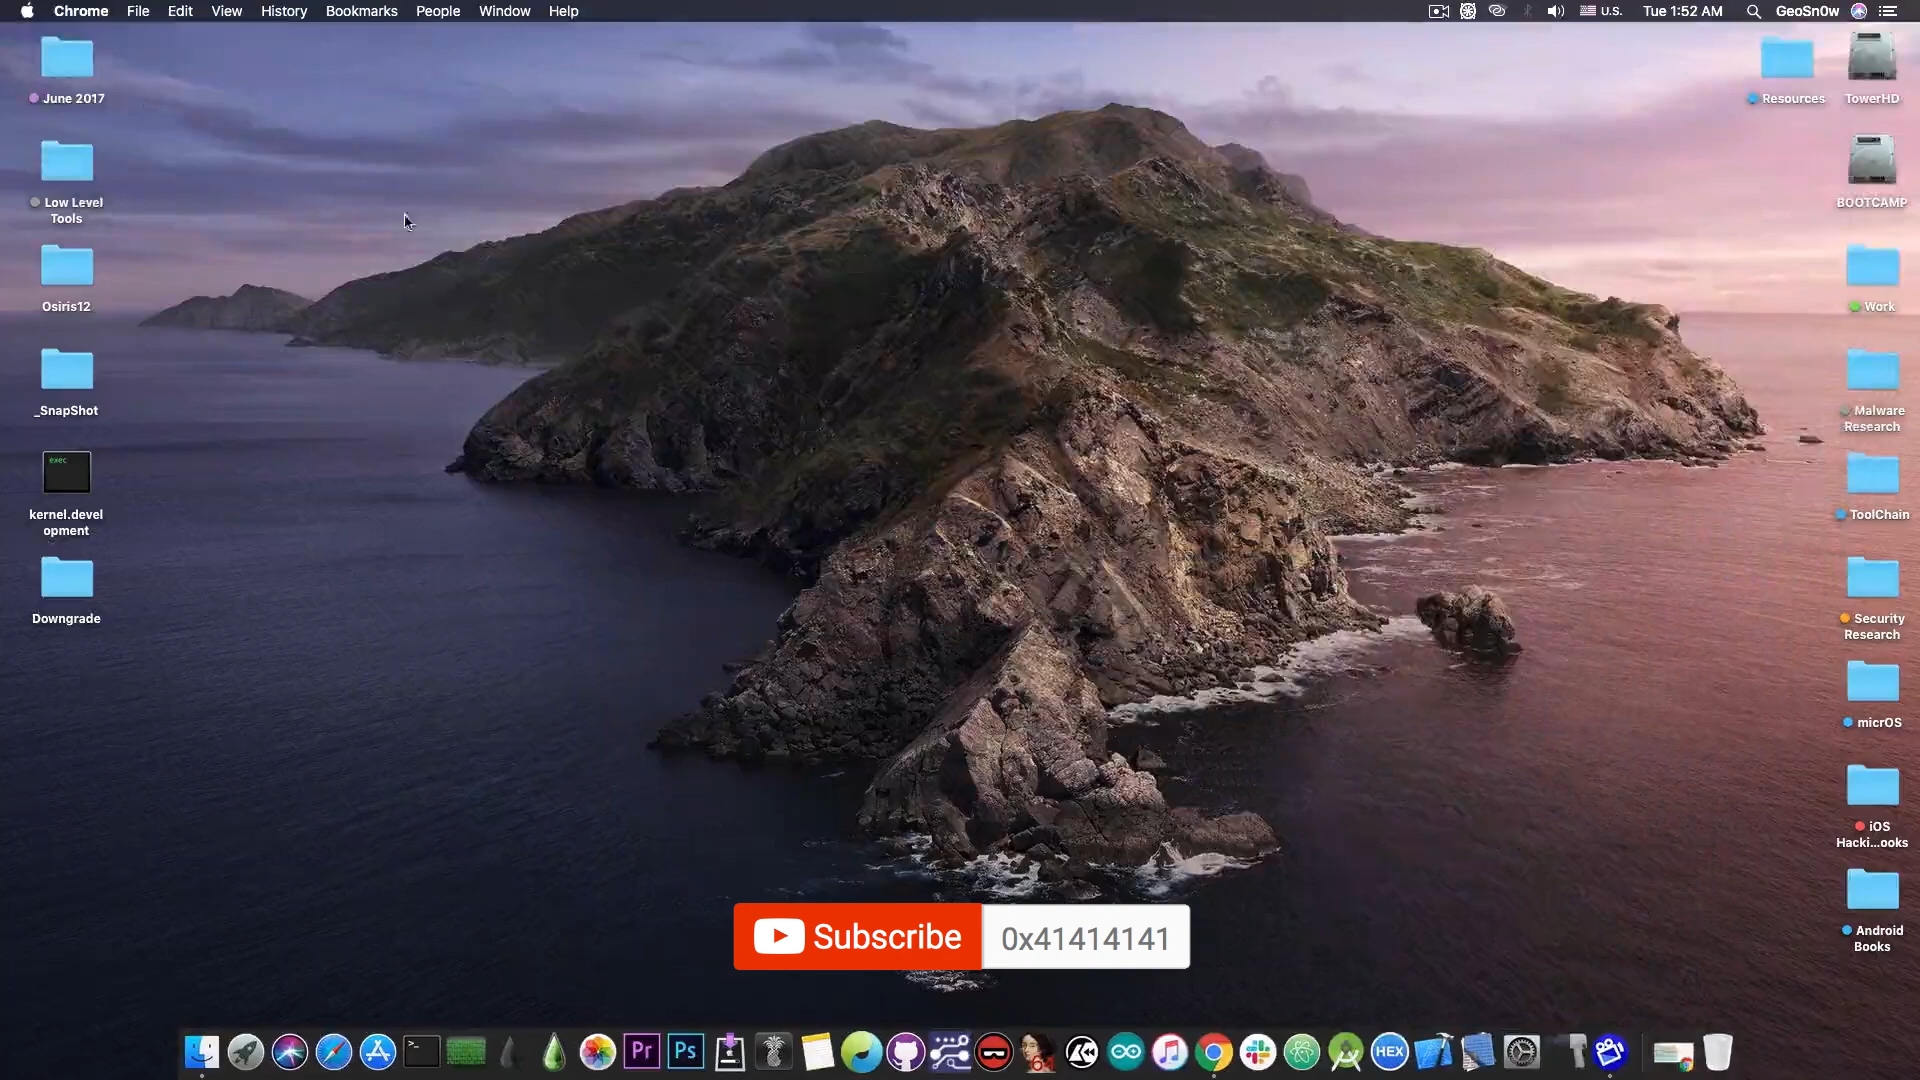 Chrome File Edit View History Bookmarks People Window Help
U.S. Tue 1:52 AM GeoSn0w
June 2017
Low Level
Tools
Osiris12
_SnapShot
exec
kernel.devel
opment
Downgrade
Resources
TowerHD
BOOTCAMP
Work
Malware
Research
ToolChain
Security
Research
micrOS
iOS
Hacki...ooks
Android
Books
Subscribe 0x41414141
>_
Pr
Ps
6
HEX